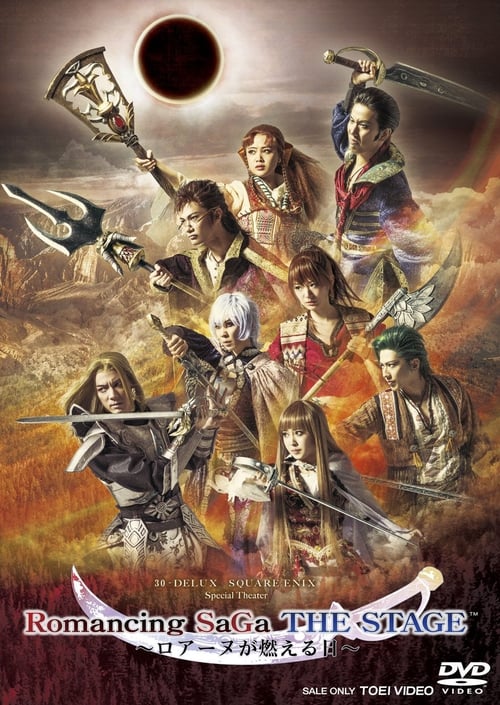 30-DELUX SQUARE ENIX
Special Theater
Romancing SaGa THE STAGE™
～ロアーヌが燃える日～
DVD
VIDEO
SALE ONLY TOEI VIDEO